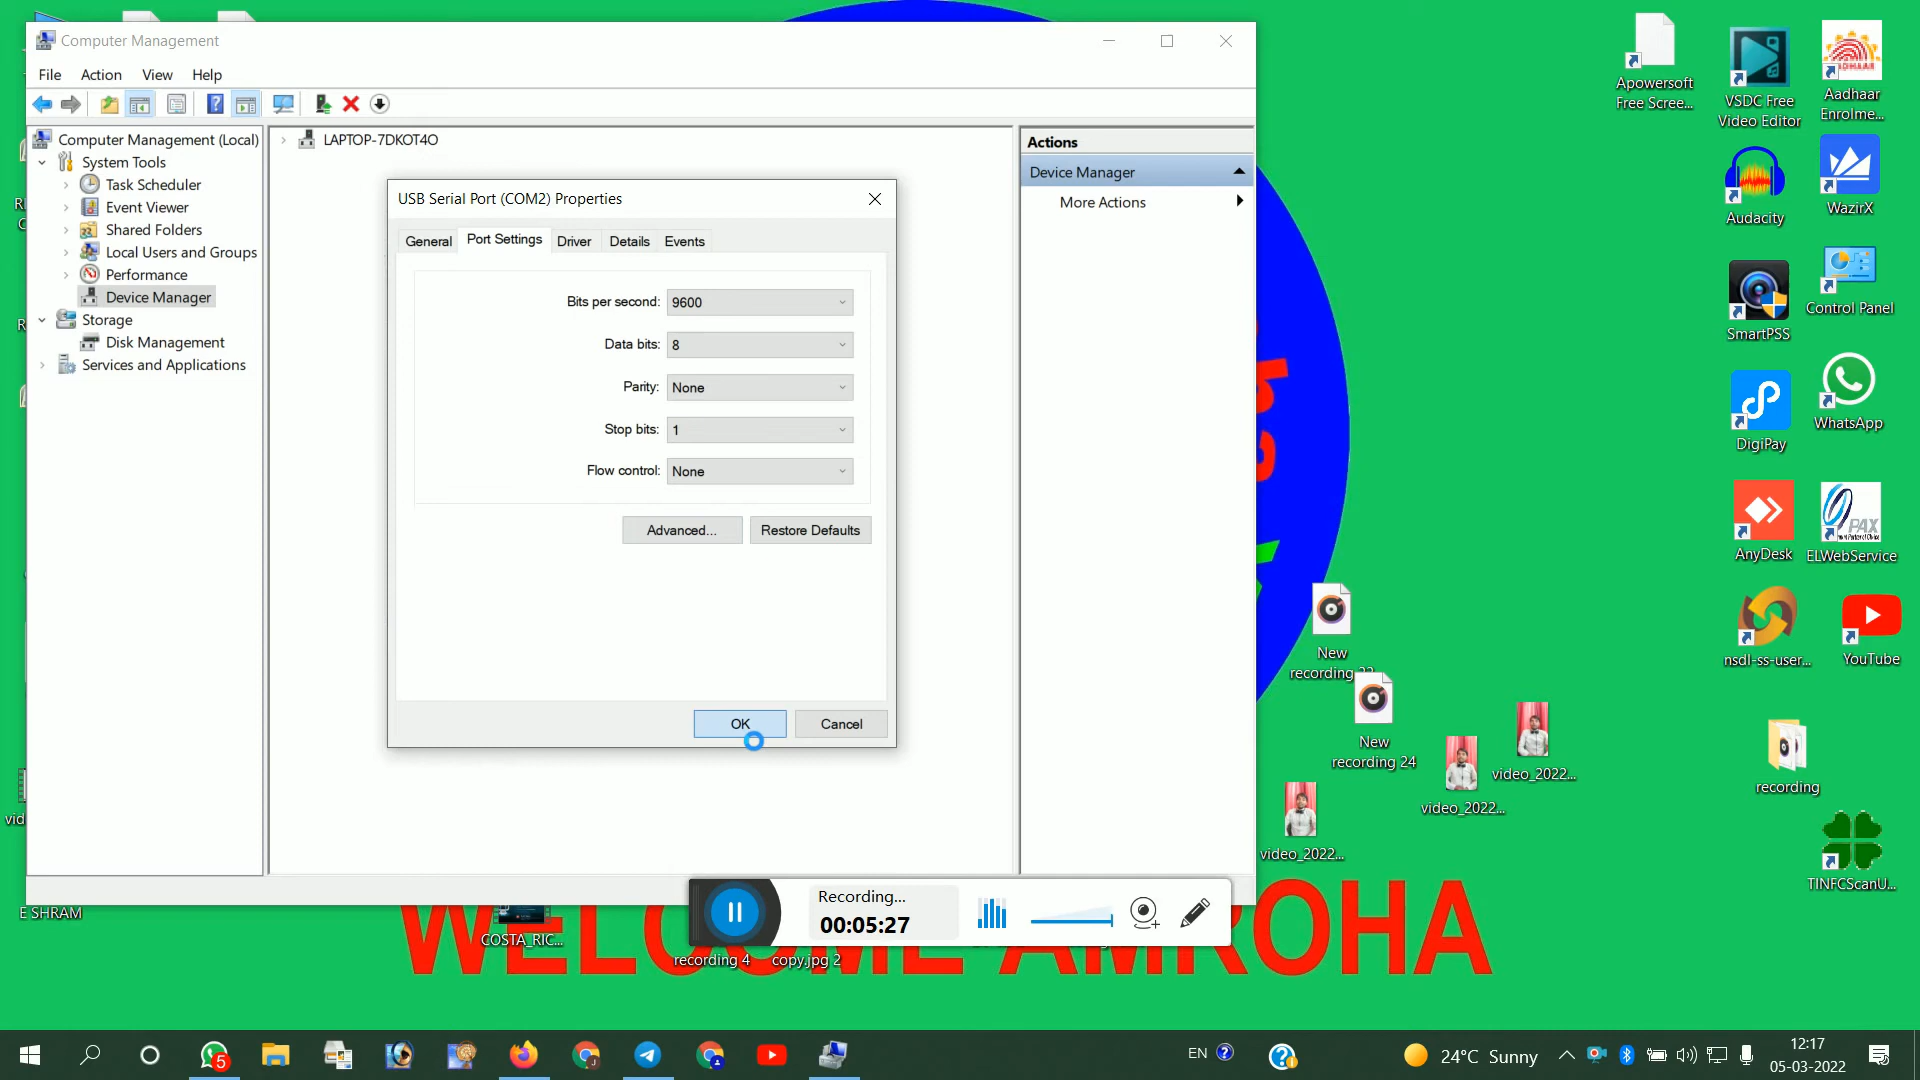 Computer Management
File Action View Help
Computer Management (Local)
System Tools
Task Scheduler
Event Viewer
Shared Folders
Local Users and Groups
Performance
Device Manager
Storage
Disk Management
Services and Applications
LAPTOP-7DKOT4O
Actions
Device Manager
More Actions
USB Serial Port (COM2) Properties
General Port Settings Driver Details Events
Bits per second: 9600
Data bits: 8
Parity: None
Stop bits: 1
Flow control: None
Advanced... Restore Defaults
OK Cancel
Apowersoft
Free Scree...
VSDC Free
Video Editor
Aadhaar
Enrolme...
Audacity
WazirX
SmartPSS
Control Panel
DigiPay
WhatsApp
AnyDesk
PAX
ELWebService
nsdl-ss-user...
YouTube
New
recording 23
New
recording 24
video_2022...
video_2022...
video_2022...
recording
TINFCScanU...
E SHRAM
COSTA_RIC...
recording 4
copy.jpg 2
Recording...
00:05:27
WELCOME AMROHA
5
EN
24°C Sunny
12:17
05-03-2022